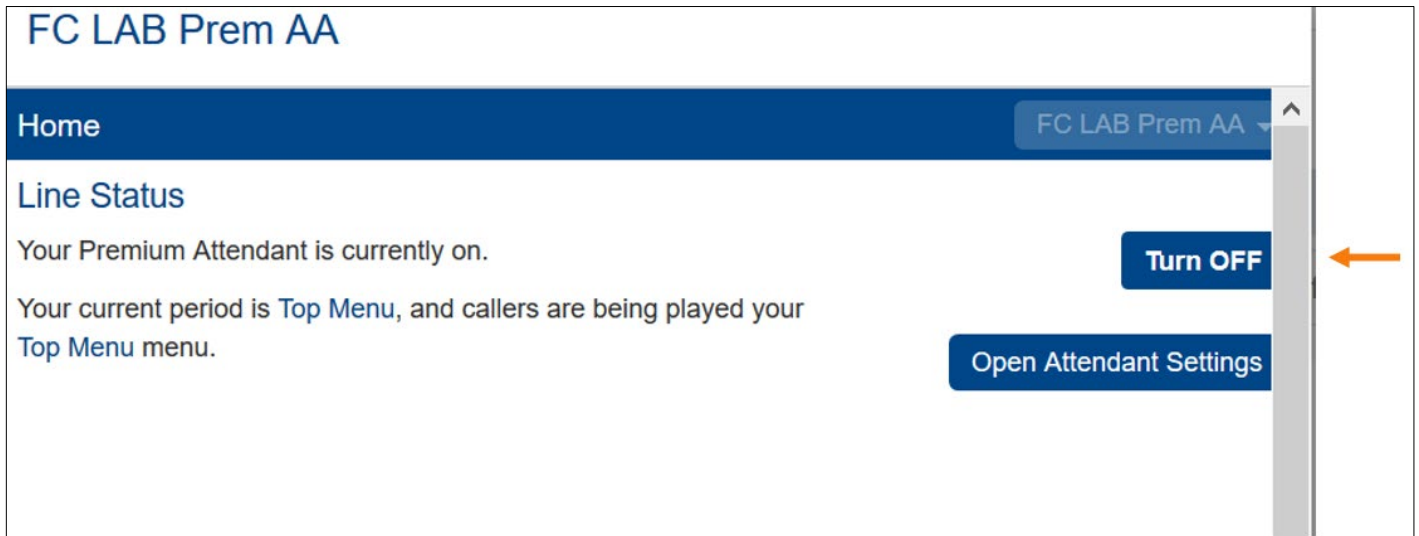 FC LAB Prem AA
Home
FC LAB Prem AA
Line Status
Your Premium Attendant is currently on.
Turn OFF
Your current period is Top Menu, and callers are being played your
Top Menu menu.
Open Attendant Settings